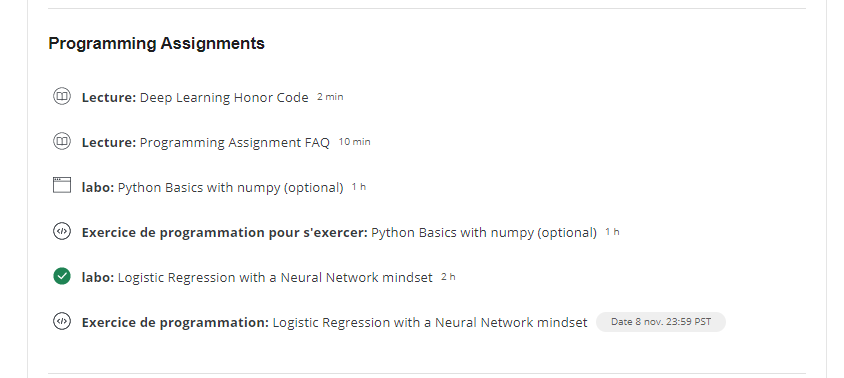 Programming Assignments
Lecture: Deep Learning Honor Code 2 min
Lecture: Programming Assignment FAQ 10 min
labo: Python Basics with numpy (optional) 1 h
Exercice de programmation pour s'exercer: Python Basics with numpy (optional) 1 h
labo: Logistic Regression with a Neural Network mindset 2 h
Exercice de programmation: Logistic Regression with a Neural Network mindset Date 8 nov. 23:59 PST